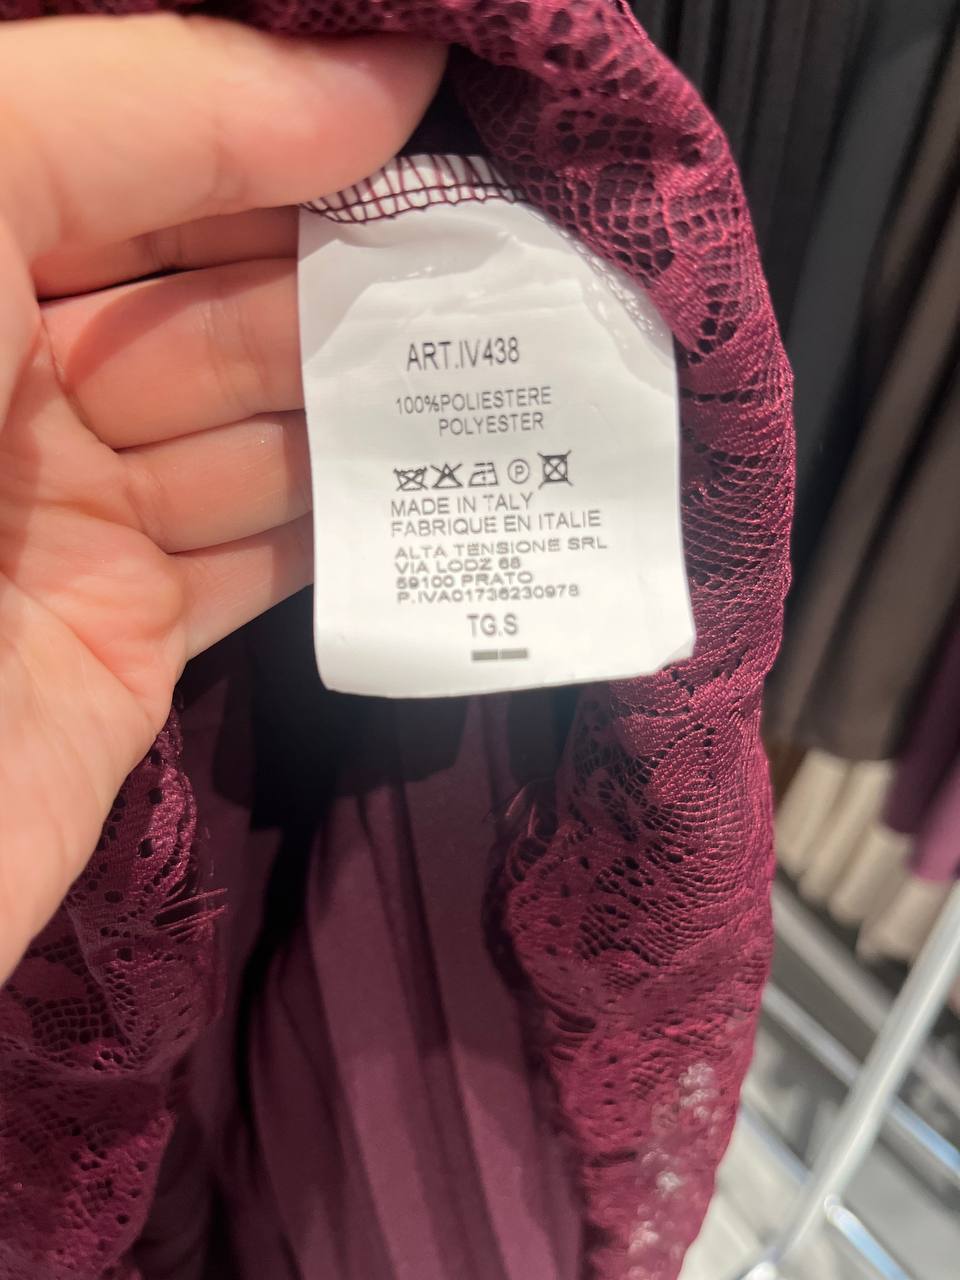 ART.IV438
100%POLIESTERE
POLYESTER
P
MADE IN ITALY
FABRIQUE EN ITALIE
ALTA TENSIONE SRL
VIA LODZ 68
59100 PRATO
P.IVA01736230978
TG.S